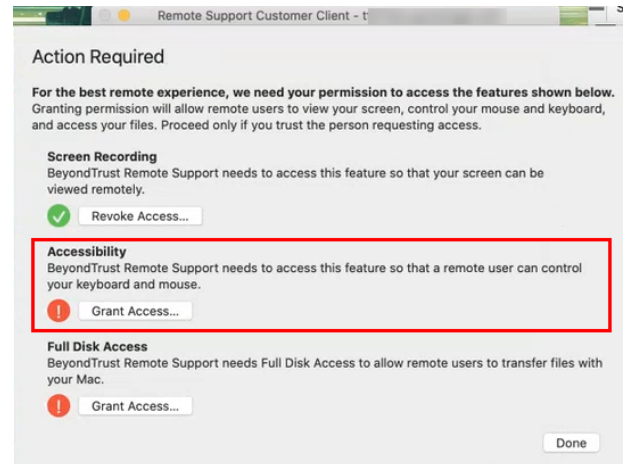 Remote Support Customer Client -
Action Required
For the best remote experience, we need your permission to access the features shown below.
Granting permission will allow remote users to view your screen, control your mouse and keyboard,
and access your files. Proceed only if you trust the person requesting access.
Screen Recording
BeyondTrust Remote Support needs to access this feature so that your screen can be
viewed remotely.
Revoke Access...
Accessibility
BeyondTrust Remote Support needs to access this feature so that a remote user can control
your keyboard and mouse.
Grant Access...
Full Disk Access
BeyondTrust Remote Support needs Full Disk Access to allow remote users to transfer files with
your Mac.
Grant Access...
Done